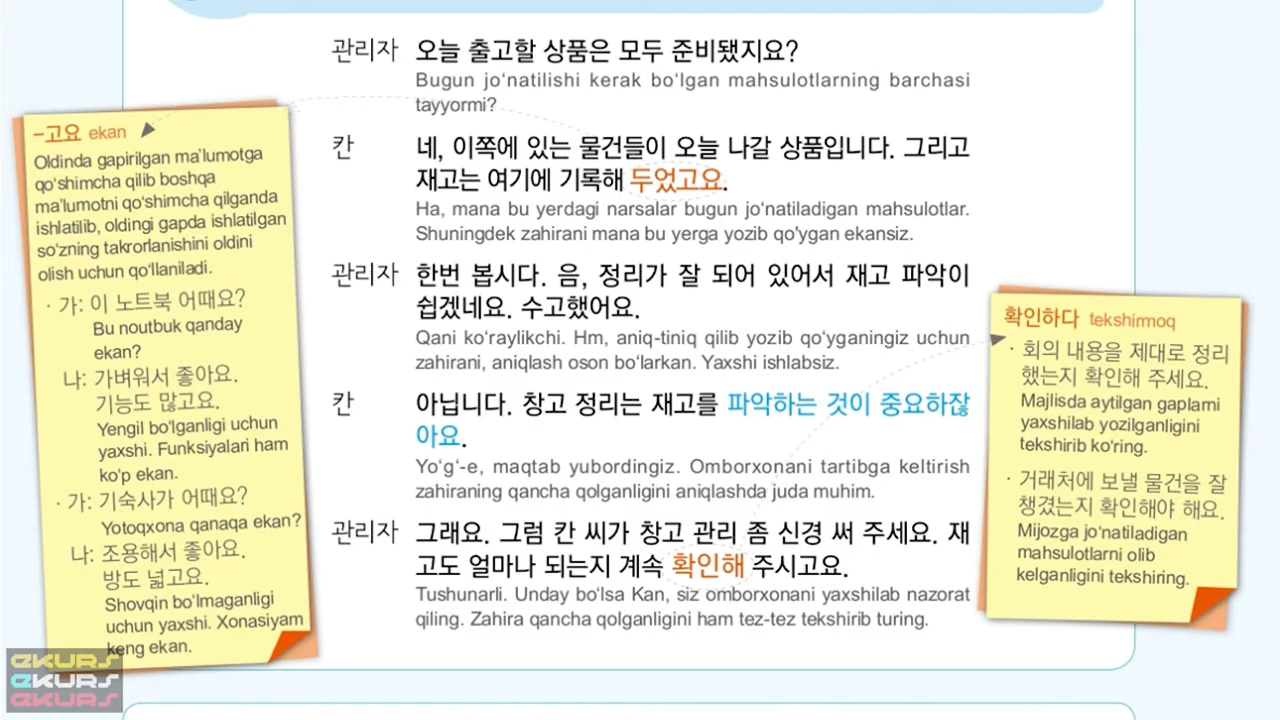 관리자 오늘 출고할 상품은 모두 준비됐지요?
Bugun jo‘natilishi kerak bo‘lgan mahsulotlarning barchasi
tayyormi?
칸 네, 이쪽에 있는 물건들이 오늘 나갈 상품입니다. 그리고
재고는 여기에 기록해 두었고요.
Ha, mana bu yerdagi narsalar bugun jo‘natiladigan mahsulotlar.
Shuningdek zahirani mana bu yerga yozib qo'ygan ekansiz.
관리자 한번 봅시다. 음, 정리가 잘 되어 있어서 재고 파악이
쉽겠네요. 수고했어요.
Qani ko‘raylikchi. Hm, aniq-tiniq qilib yozib qo‘yganingiz uchun
zahirani, aniqlash oson bo‘larkan. Yaxshi ishlabsiz.
칸 아닙니다. 창고 정리는 재고를 파악하는 것이 중요하잖
아요.
Yo‘g‘-e, maqtab yubordingiz. Omborxonani tartibga keltirish
zahiraning qancha qolganligini aniqlashda juda muhim.
관리자 그래요. 그럼 칸 씨가 창고 관리 좀 신경 써 주세요. 재
고도 얼마나 되는지 계속 확인해 주시고요.
Tushunarli. Unday bo‘lsa Kan, siz omborxonani yaxshilab nazorat
qiling. Zahira qancha qolganligini ham tez-tez tekshirib turing.
–고요 ekan
Oldinda gapirilgan ma’lumotga
qo‘shimcha qilib boshqa
ma’lumotni qo‘shimcha qilganda
ishlatilib, oldingi gapda ishlatilgan
so‘zning takrorlanishini oldini
olish uchun qo‘llaniladi.
· 가: 이 노트북 어때요?
Bu noutbuk qanday
ekan?
나: 가벼워서 좋아요.
기능도 많고요.
Yengil bo‘lganligi uchun
yaxshi. Funksiyalari ham
ko‘p ekan.
· 가: 기숙사가 어때요?
Yotoqxona qanaqa ekan?
나: 조용해서 좋아요.
방도 넓고요.
Shovqin bo‘lmaganligi
uchun yaxshi. Xonasiyam
keng ekan.
확인하다 tekshirmoq
· 회의 내용을 제대로 정리
했는지 확인해 주세요.
Majlisda aytilgan gaplarni
yaxshilab yozilganligini
tekshirib ko‘ring.
· 거래처에 보낼 물건을 잘
챙겼는지 확인해야 해요.
Mijozga jo‘natiladigan
mahsulotlarni olib
kelganligini tekshiring.
eKURS
eKURS
eKURS